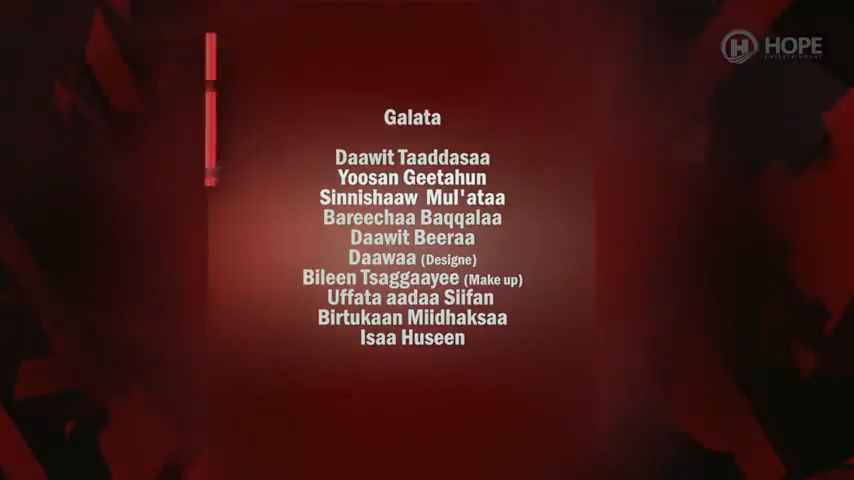 HOPE
ENTERTAINMENT
Galata
Daawit Taaddasaa
Yoosan Geetahun
Sinnishaaw Mul'ataa
Bareechaa Baqqalaa
Daawit Beeraa
Daawaa (Designe)
Bileen Tsaggaayee (Make up)
Uffata aadaa Siifan
Birtukaan Miidhaksaa
Isaa Huseen